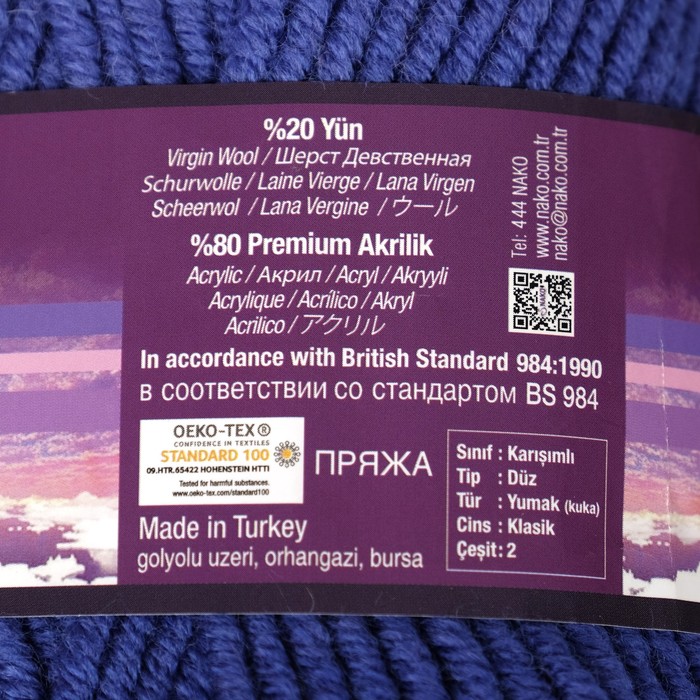 %20 Yün
Virgin Wool / Шерст Девственная
Schurwolle / Laine Vierge / Lana Virgen
Scheerwol / Lana Vergine / ウール
%80 Premium Akrilik
Acrylic / Акрил / Acryl / Akryyli
Acrylique / Acrílico / Akryl
Acrilico / アクリル
Tel: 4 44 NAKO
www.nako.com.tr
nako@nako.com.tr
In accordance with British Standard 984:1990
в соответствии со стандартом BS 984
OEKO-TEX®
CONFIDENCE IN TEXTILES
STANDARD 100
09.HTR.65422 HOHENSTEIN HTTI
Tested for harmful substances.
www.oeko-tex.com/standard100
ПРЯЖА
Sınıf : Karışımlı
Tip : Düz
Tür : Yumak (kuka)
Cins : Klasik
Çeşit: 2
Made in Turkey
golyolu uzeri, orhangazi, bursa